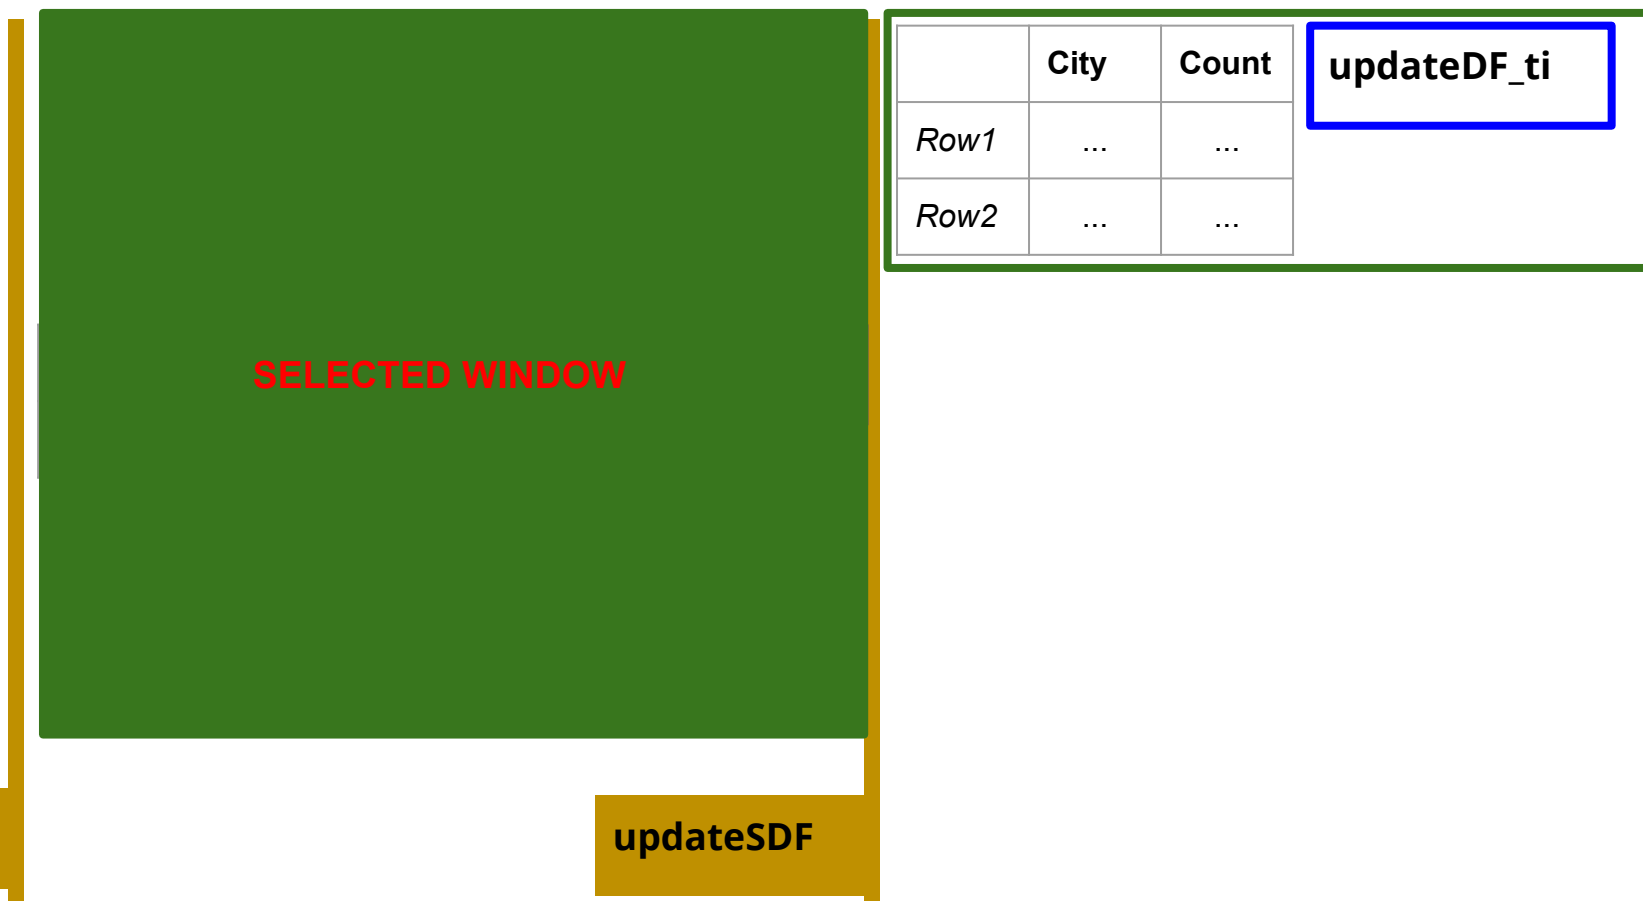 City Count
Row1 ... ...
Row2 ... ...
updateDF_ti
SELECTED WINDOW
updateSDF